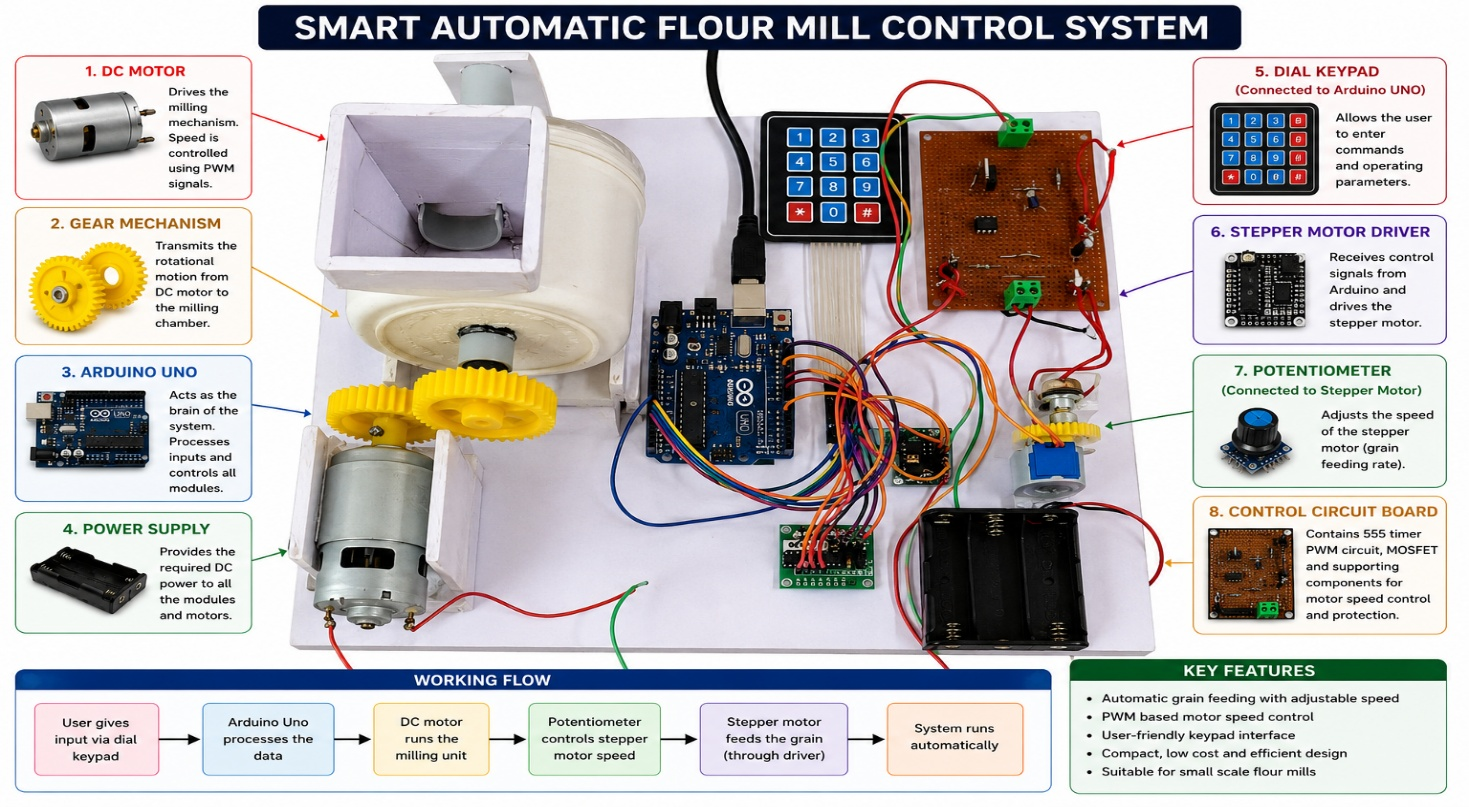 SMART AUTOMATIC FLOUR MILL CONTROL SYSTEM
1. DC MOTOR
Drives the
milling
mechanism.
Speed is
controlled
using PWM
signals.
2. GEAR MECHANISM
Transmits the
rotational
motion from
DC motor to
the milling
chamber.
3. ARDUINO UNO
Acts as the
brain of the
system.
Processes
inputs and
controls all
modules.
4. POWER SUPPLY
Provides the
required DC
power to all
the modules
and motors.
1 2 3
4 5 6
7 8 9
* 0 #
5. DIAL KEYPAD
(Connected to Arduino UNO)
Allows the user
to enter
commands
and operating
parameters.
6. STEPPER MOTOR DRIVER
Receives control
signals from
Arduino and
drives the
stepper motor.
7. POTENTIOMETER
(Connected to Stepper Motor)
Adjusts the speed
of the stepper
motor (grain
feeding rate).
8. CONTROL CIRCUIT BOARD
Contains 555 timer
PWM circuit, MOSFET
and supporting
components for
motor speed control
and protection.
WORKING FLOW
User gives
input via dial
keypad
Arduino Uno
processes the
data
DC motor
runs the
milling unit
Potentiometer
controls stepper
motor speed
Stepper motor
feeds the grain
(through driver)
System runs
automatically
KEY FEATURES
• Automatic grain feeding with adjustable speed
• PWM based motor speed control
• User-friendly keypad interface
• Compact, low cost and efficient design
• Suitable for small scale flour mills